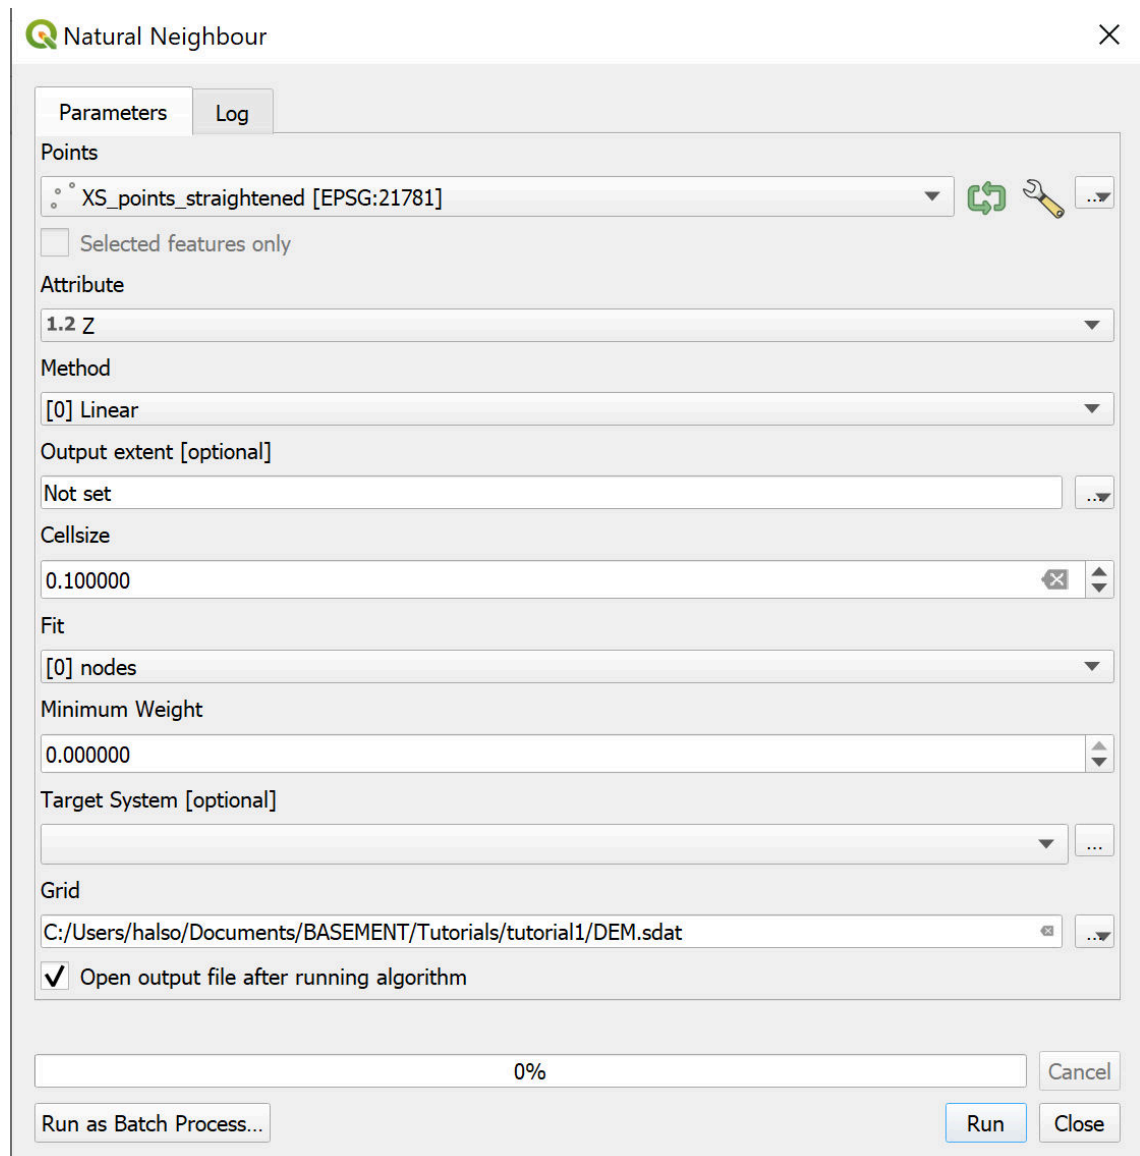 Natural Neighbour
Parameters Log
Points
XS_points_straightened [EPSG:21781]
...
Selected features only
Attribute
1.2 Z
Method
[0] Linear
Output extent [optional]
Not set
...
Cellsize
0.100000
Fit
[0] nodes
Minimum Weight
0.000000
Target System [optional]
...
Grid
C:/Users/halso/Documents/BASEMENT/Tutorials/tutorial1/DEM.sdat
...
Open output file after running algorithm
0%
Cancel
Run as Batch Process...
Run
Close